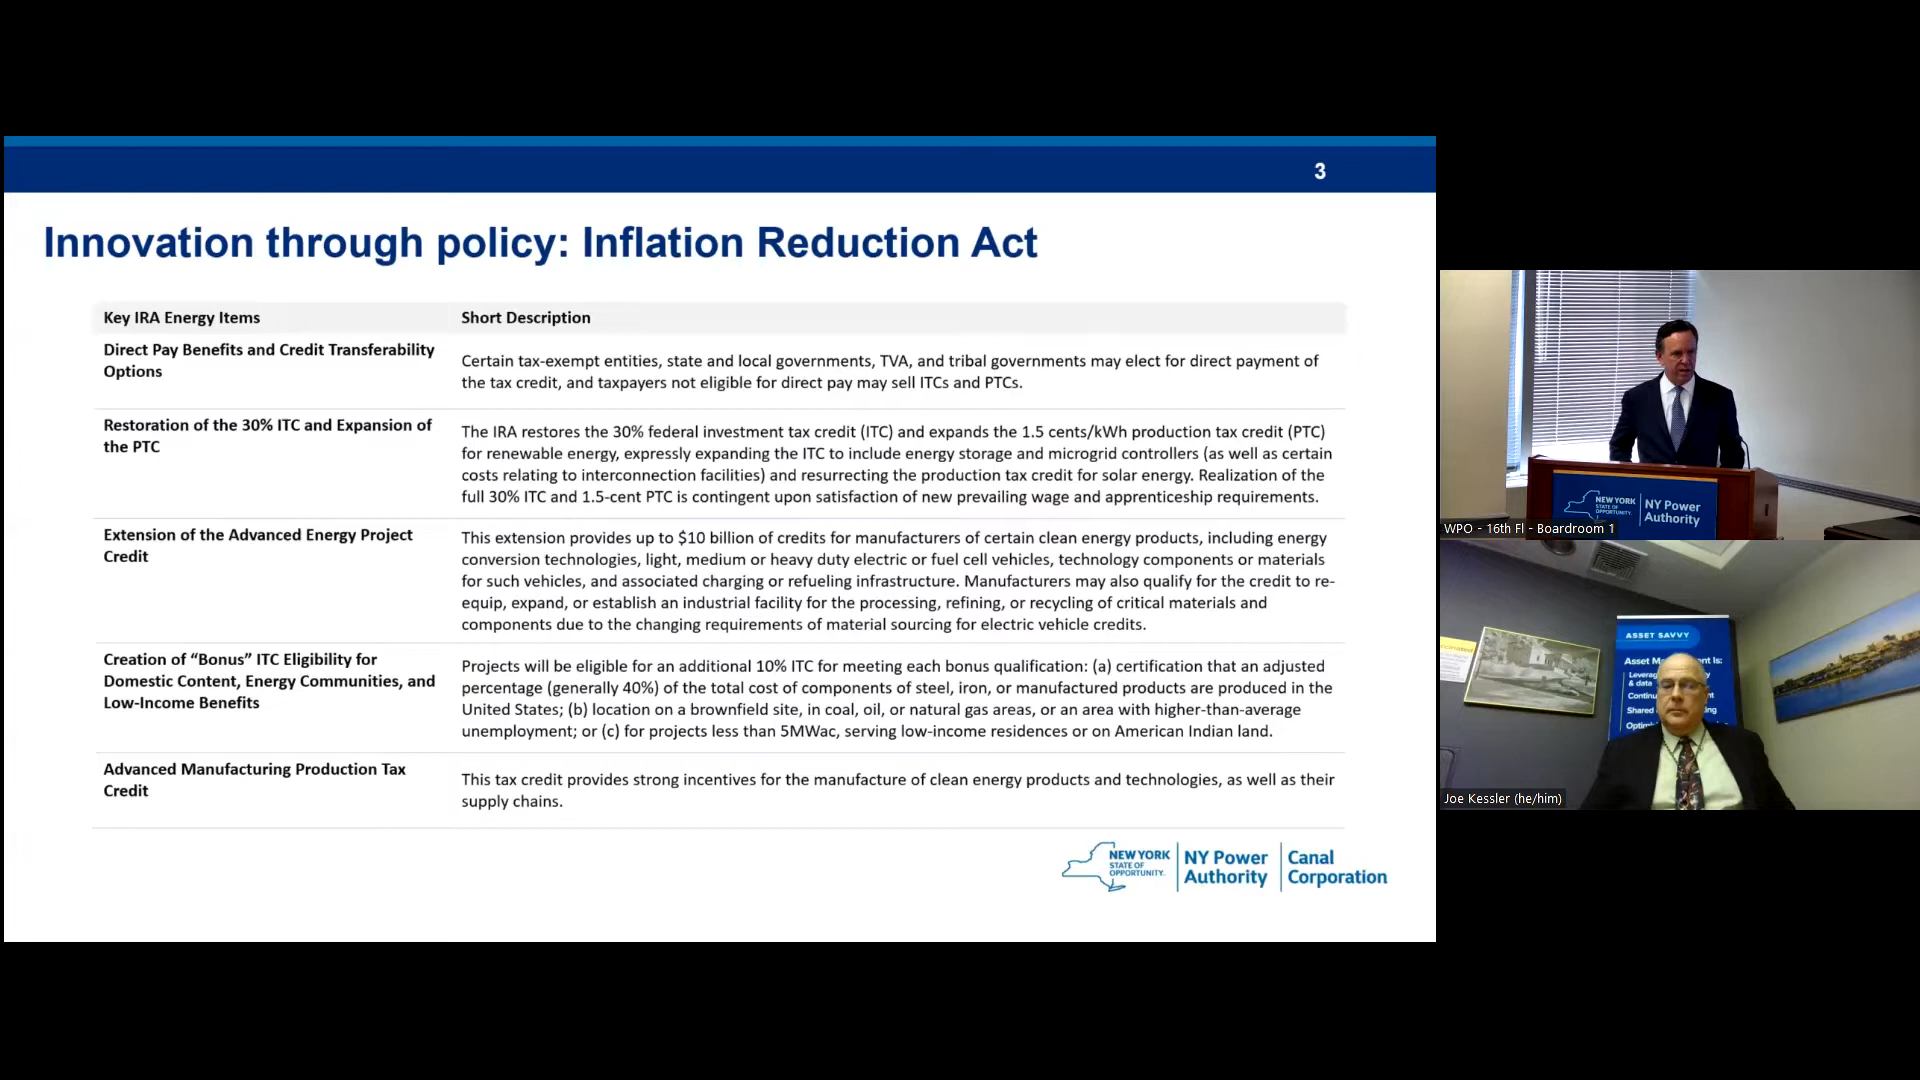 3
Innovation through policy: Inflation Reduction Act
Key IRA Energy Items
Short Description
Direct Pay Benefits and Credit Transferability
Options
Certain tax-exempt entities, state and local governments, TVA, and tribal governments may elect for direct payment of
the tax credit, and taxpayers not eligible for direct pay may sell ITCs and PTCs.
Restoration of the 30% ITC and Expansion of
the PTC
The IRA restores the 30% federal investment tax credit (ITC) and expands the 1.5 cents/kWh production tax credit (PTC)
for renewable energy, expressly expanding the ITC to include energy storage and microgrid controllers (as well as certain
costs relating to interconnection facilities) and resurrecting the production tax credit for solar energy. Realization of the
full 30% ITC and 1.5-cent PTC is contingent upon satisfaction of new prevailing wage and apprenticeship requirements.
Extension of the Advanced Energy Project
Credit
This extension provides up to $10 billion of credits for manufacturers of certain clean energy products, including energy
conversion technologies, light, medium or heavy duty electric or fuel cell vehicles, technology components or materials
for such vehicles, and associated charging or refueling infrastructure. Manufacturers may also qualify for the credit to re-
equip, expand, or establish an industrial facility for the processing, refining, or recycling of critical materials and
components due to the changing requirements of material sourcing for electric vehicle credits.
Creation of “Bonus” ITC Eligibility for
Domestic Content, Energy Communities, and
Low-Income Benefits
Projects will be eligible for an additional 10% ITC for meeting each bonus qualification: (a) certification that an adjusted
percentage (generally 40%) of the total cost of components of steel, iron, or manufactured products are produced in the
United States; (b) location on a brownfield site, in coal, oil, or natural gas areas, or an area with higher-than-average
unemployment; or (c) for projects less than 5MWac, serving low-income residences or on American Indian land.
Advanced Manufacturing Production Tax
Credit
This tax credit provides strong incentives for the manufacture of clean energy products and technologies, as well as their
supply chains.
NEW YORK
STATE OF
OPPORTUNITY.
NY Power
Authority
Canal
Corporation
NEW YORK
STATE OF
OPPORTUNITY.
NY Power
Authority
WPO - 16th Fl - Boardroom 1
ASSET SAVVY
Asset Is:
& data
Shared
Joe Kessler (he/him)